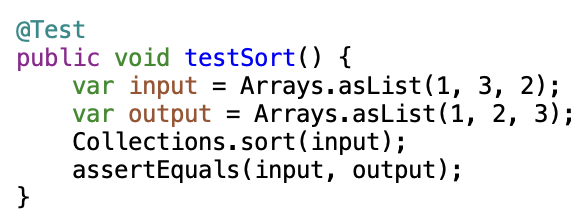 @Test
public void testSort() {
    var input = Arrays.asList(1, 3, 2);
    var output = Arrays.asList(1, 2, 3);
    Collections.sort(input);
    assertEquals(input, output);
}